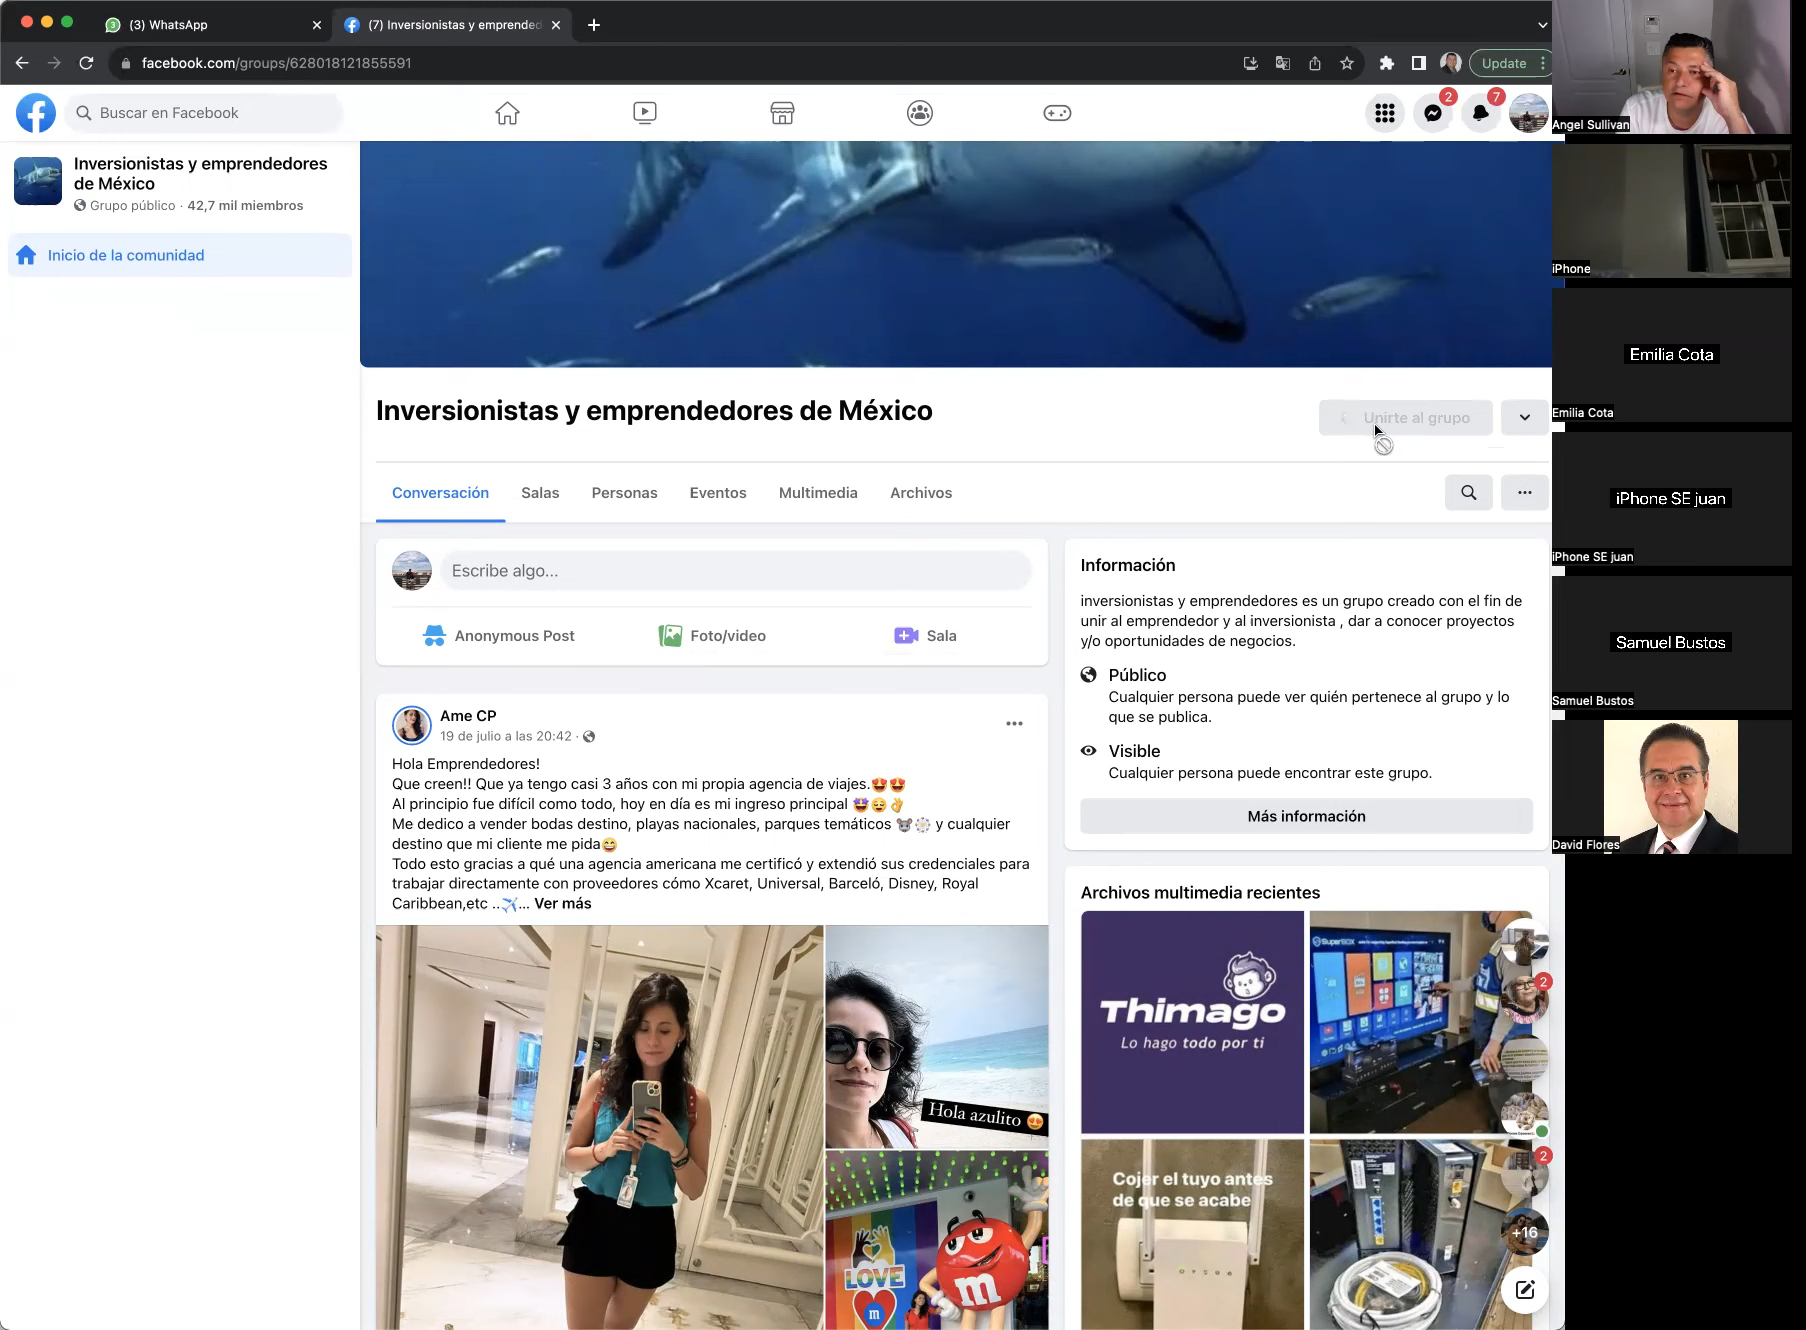 (3) WhatsApp
(7) Inversionistas y emprended
facebook.com/groups/628018121855591
Update
Buscar en Facebook
2
7
Inversionistas y emprendedores
de México
Grupo público · 42,7 mil miembros
Inicio de la comunidad
Inversionistas y emprendedores de México
Unirte al grupo
Conversación
Salas
Personas
Eventos
Multimedia
Archivos
Escribe algo...
Anonymous Post
Foto/video
Sala
Ame CP
19 de julio a las 20:42 ·
Hola Emprendedores!
Que creen!! Que ya tengo casi 3 años con mi propia agencia de viajes.😍😍
Al principio fue difícil como todo, hoy en día es mi ingreso principal 🤩😌👌
Me dedico a vender bodas destino, playas nacionales, parques temáticos 🐭🎡 y cualquier
destino que mi cliente me pida😄
Todo esto gracias a qué una agencia americana me certificó y extendió sus credenciales para
trabajar directamente con proveedores cómo Xcaret, Universal, Barceló, Disney, Royal
Caribbean,etc ..✈️... Ver más
Hola azulito 😍
LOVE
m
m
Información
inversionistas y emprendedores es un grupo creado con el fin de
unir al emprendedor y al inversionista , dar a conocer proyectos
y/o oportunidades de negocios.
Público
Cualquier persona puede ver quién pertenece al grupo y lo
que se publica.
Visible
Cualquier persona puede encontrar este grupo.
Más información
Archivos multimedia recientes
Thimago
Lo hago todo por ti
SuperBOX
Cojer el tuyo antes
de que se acabe
2
2
+16
Angel Sullivan
iPhone
Emilia Cota
Emilia Cota
iPhone SE juan
iPhone SE juan
Samuel Bustos
Samuel Bustos
David Flores